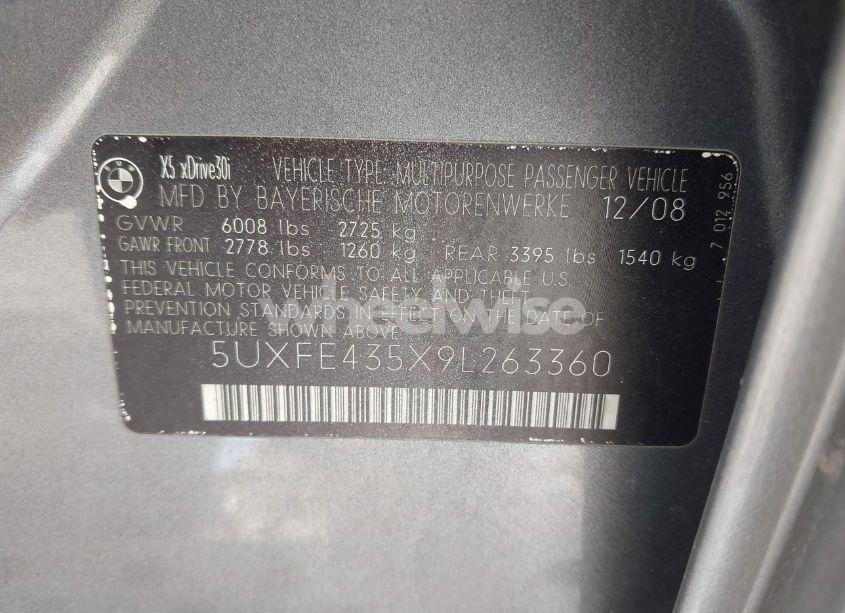 BMW
X5 xDrive30i VEHICLE TYPE: MULTIPURPOSE PASSENGER VEHICLE
MFD BY BAYERISCHE MOTORENWERKE 12/08
GVWR 6008 lbs 2725 kg
GAWR FRONT 2778 lbs 1260 kg REAR 3395 lbs 1540 kg
THIS VEHICLE CONFORMS TO ALL APPLICABLE U.S.
FEDERAL MOTOR VEHICLE SAFETY AND THEFT
PREVENTION STANDARDS IN EFFECT ON THE DATE OF
MANUFACTURE SHOWN ABOVE
5UXFE435X9L263360
7 012 956
wheelwise